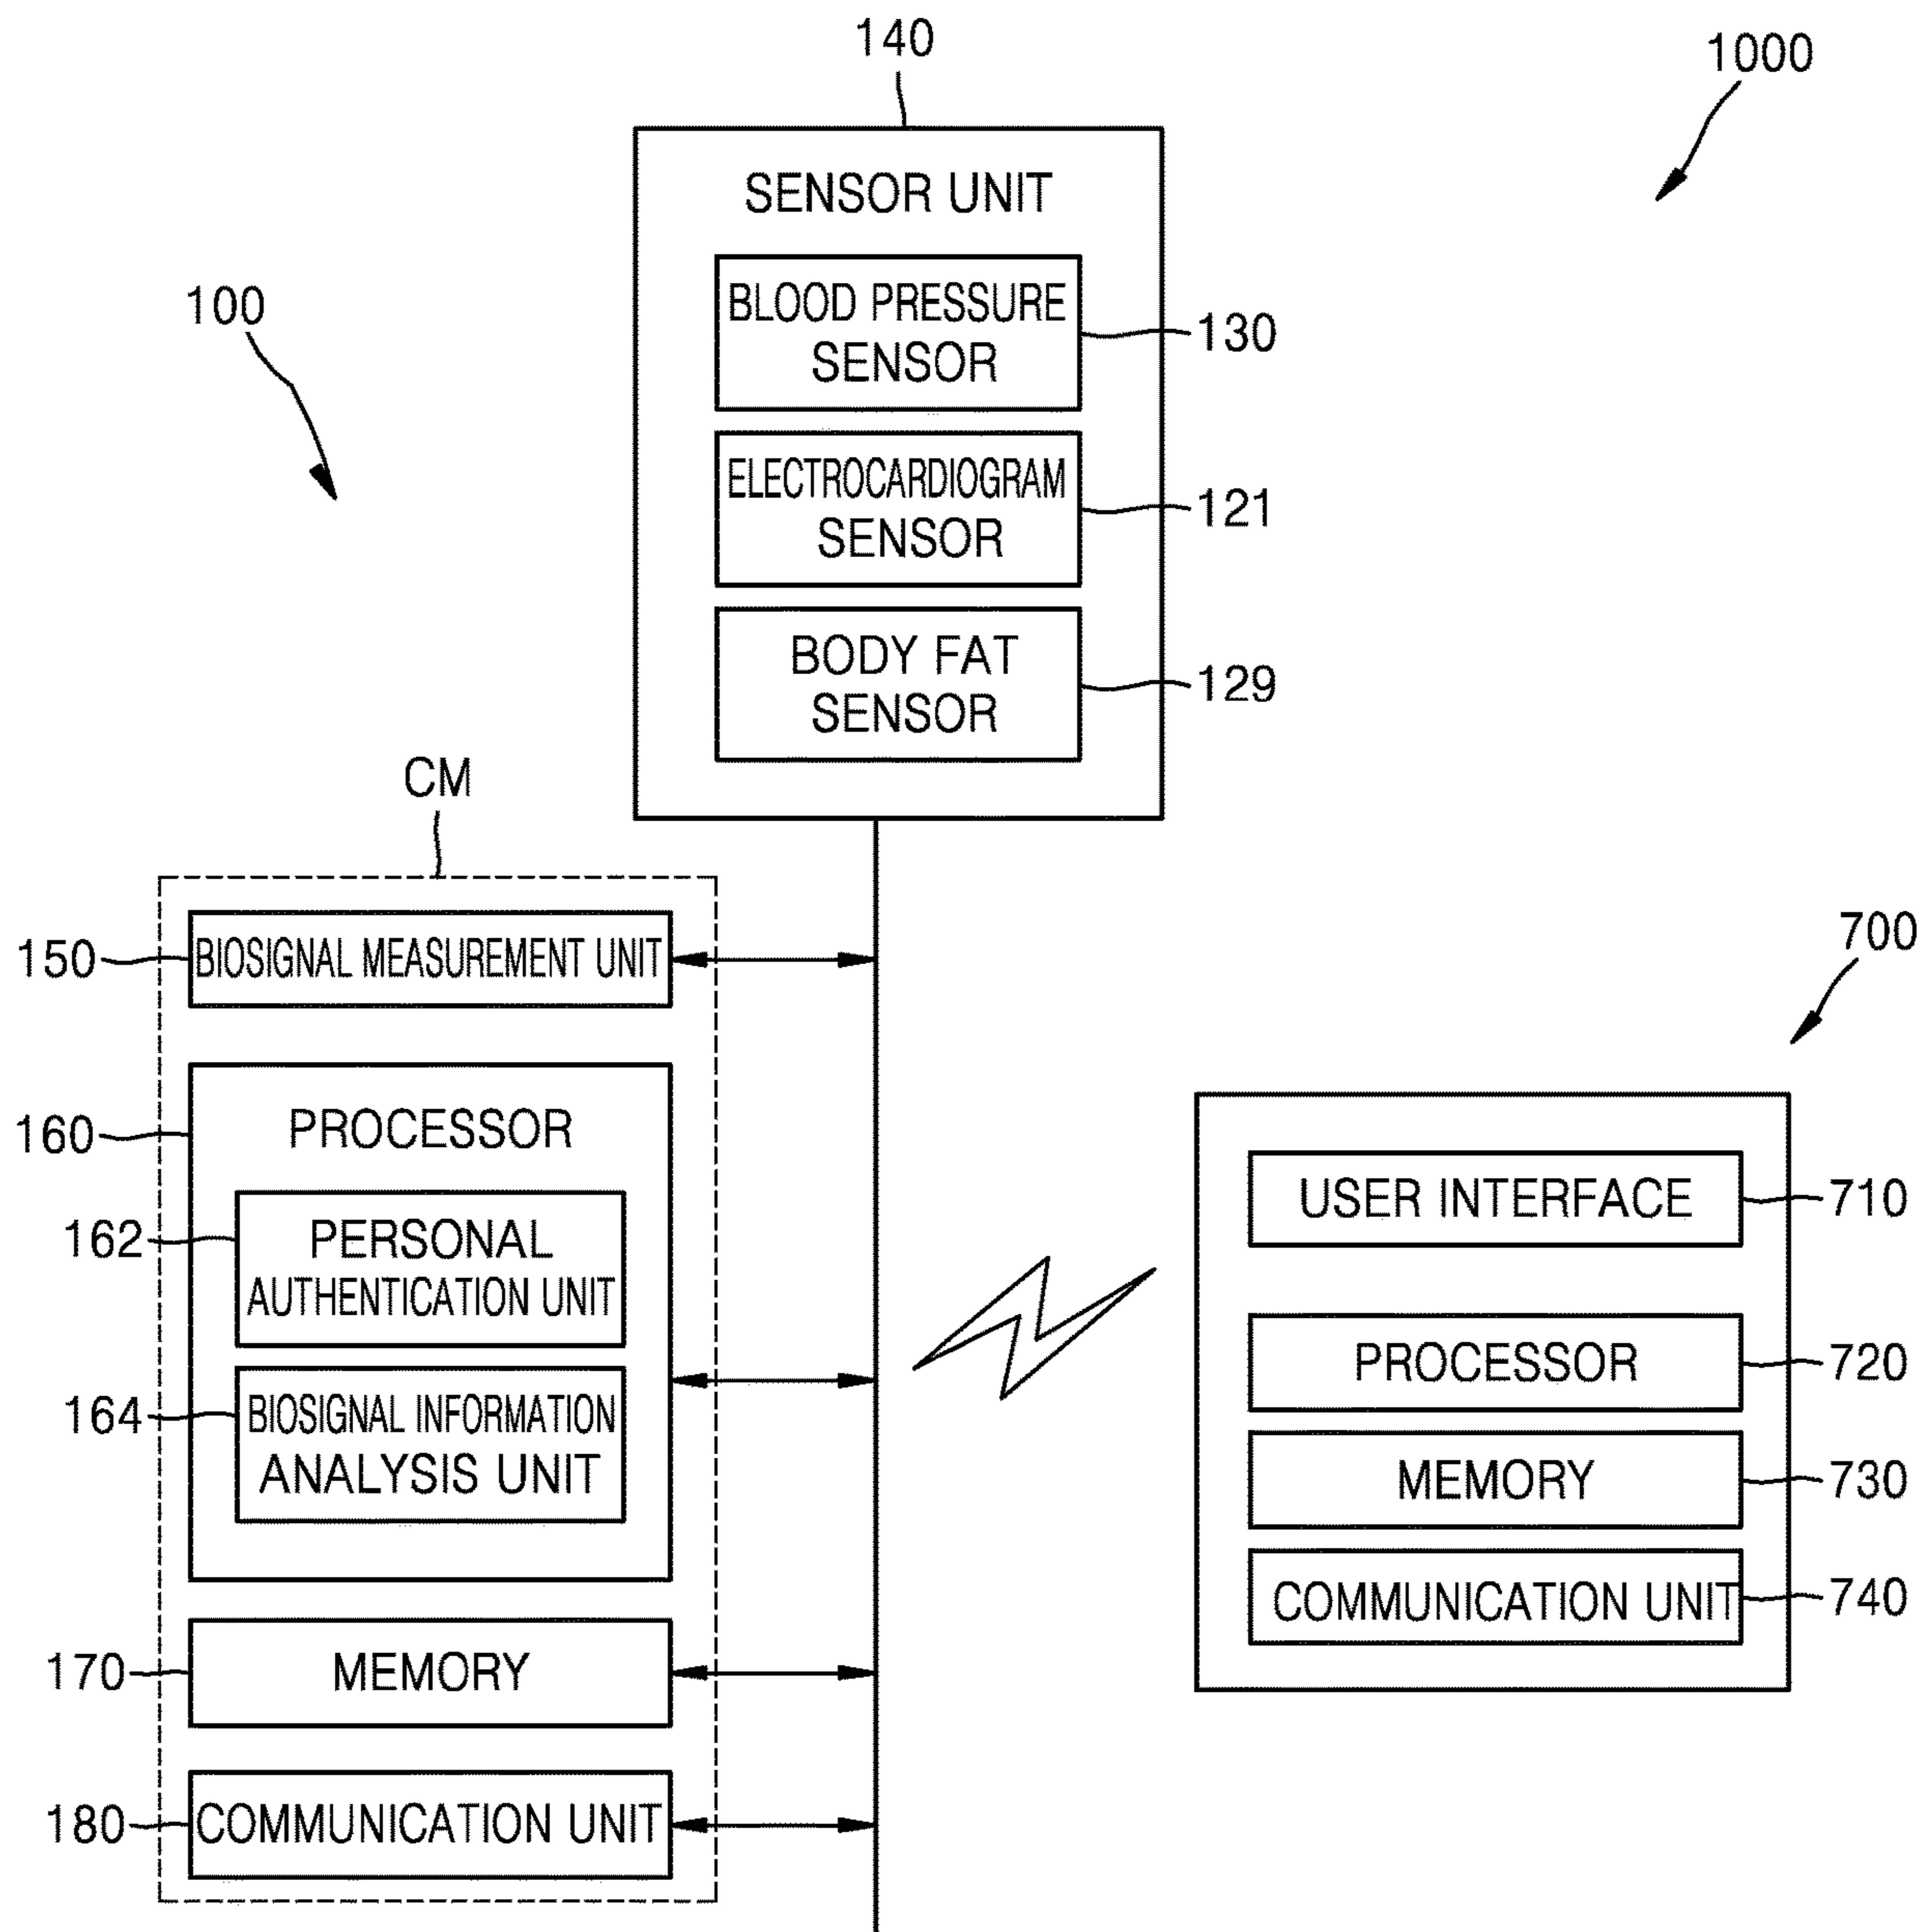 140
1000
SENSOR UNIT
100
BLOOD PRESSURE
SENSOR
130
ELECTROCARDIOGRAM
SENSOR
121
BODY FAT
SENSOR
129
CM
150
BIOSIGNAL MEASUREMENT UNIT
700
160
PROCESSOR
162
PERSONAL
AUTHENTICATION UNIT
164
BIOSIGNAL INFORMATION
ANALYSIS UNIT
170
MEMORY
180
COMMUNICATION UNIT
USER INTERFACE
710
PROCESSOR
720
MEMORY
730
COMMUNICATION UNIT
740